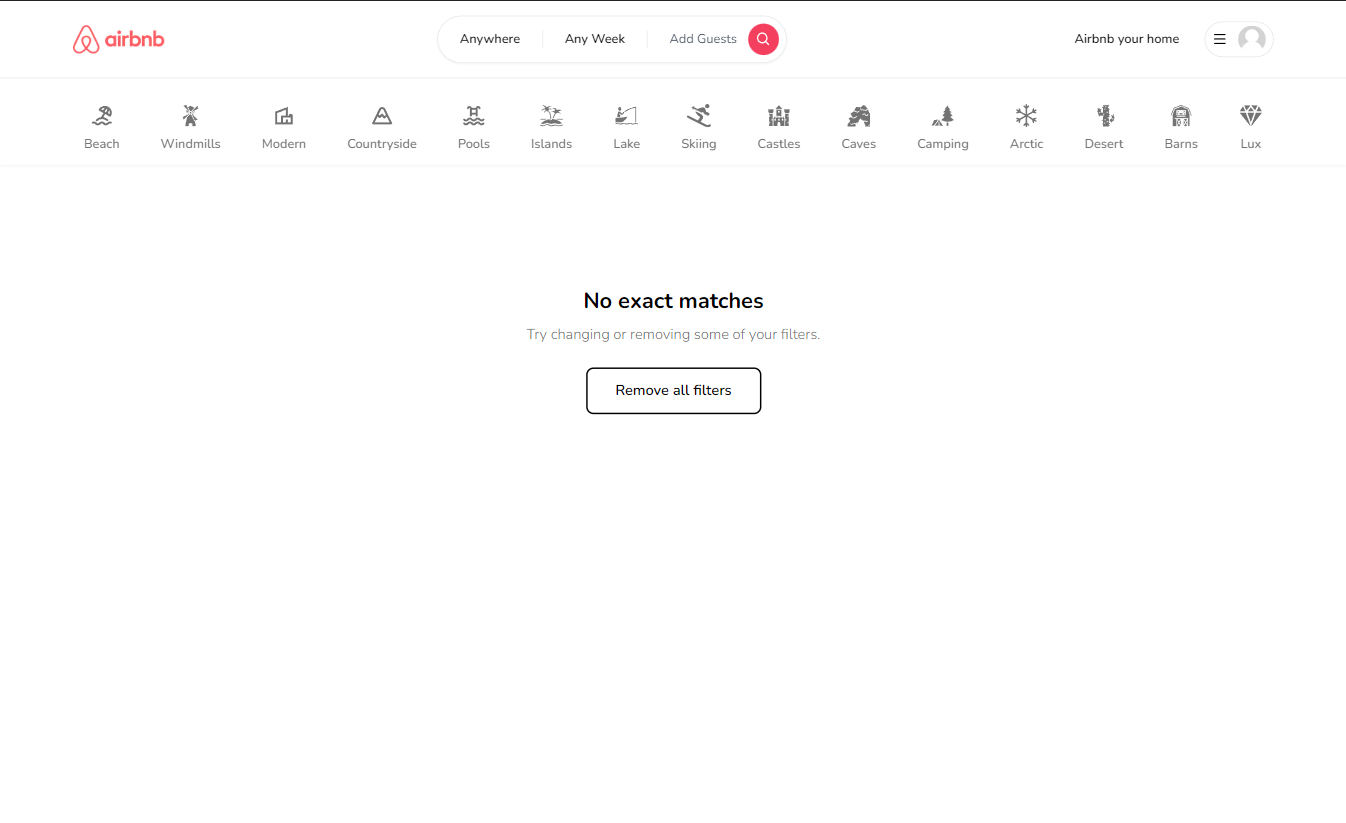 airbnb
Anywhere Any Week Add Guests
Airbnb your home
Beach Windmills Modern Countryside Pools Islands Lake Skiing Castles Caves Camping Arctic Desert Barns Lux
No exact matches
Try changing or removing some of your filters.
Remove all filters